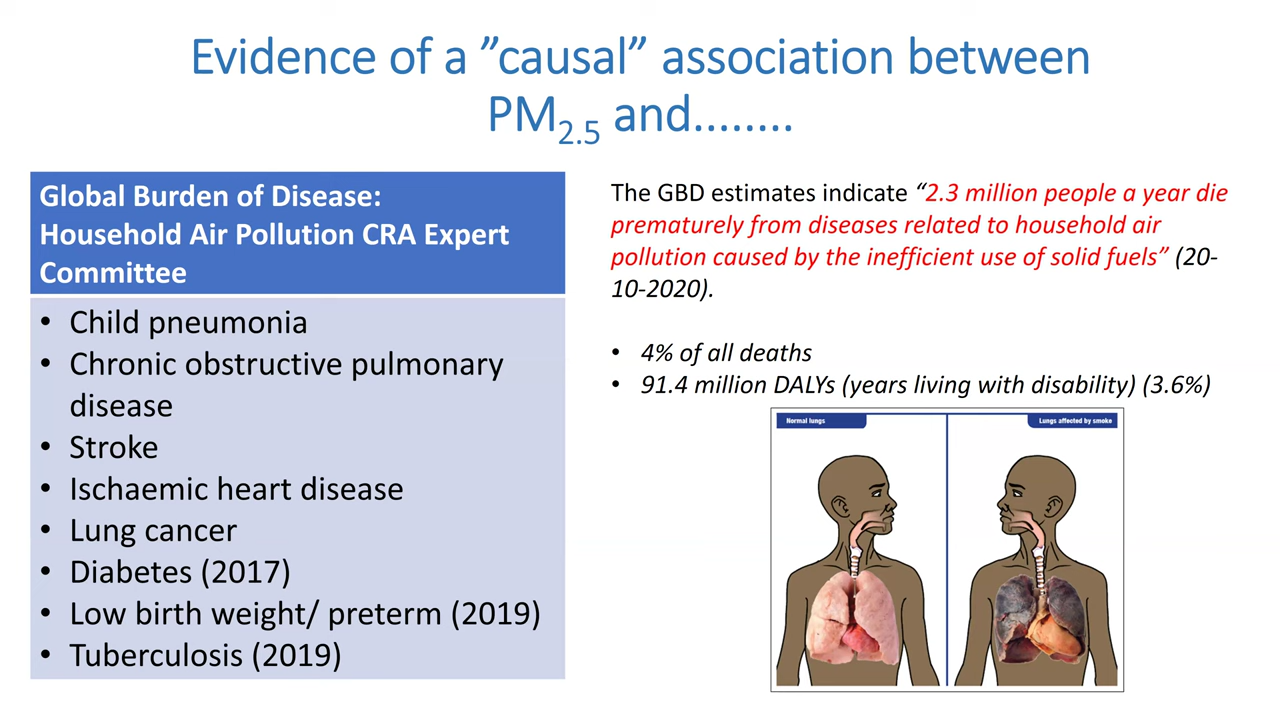 Evidence of a ”causal” association between
PM2.5 and........
Global Burden of Disease:
Household Air Pollution CRA Expert
Committee
• Child pneumonia
• Chronic obstructive pulmonary
disease
• Stroke
• Ischaemic heart disease
• Lung cancer
• Diabetes (2017)
• Low birth weight/ preterm (2019)
• Tuberculosis (2019)
The GBD estimates indicate “2.3 million people a year die
prematurely from diseases related to household air
pollution caused by the inefficient use of solid fuels” (20-
10-2020).
• 4% of all deaths
• 91.4 million DALYs (years living with disability) (3.6%)
Normal lungs
Lungs affected by smoke